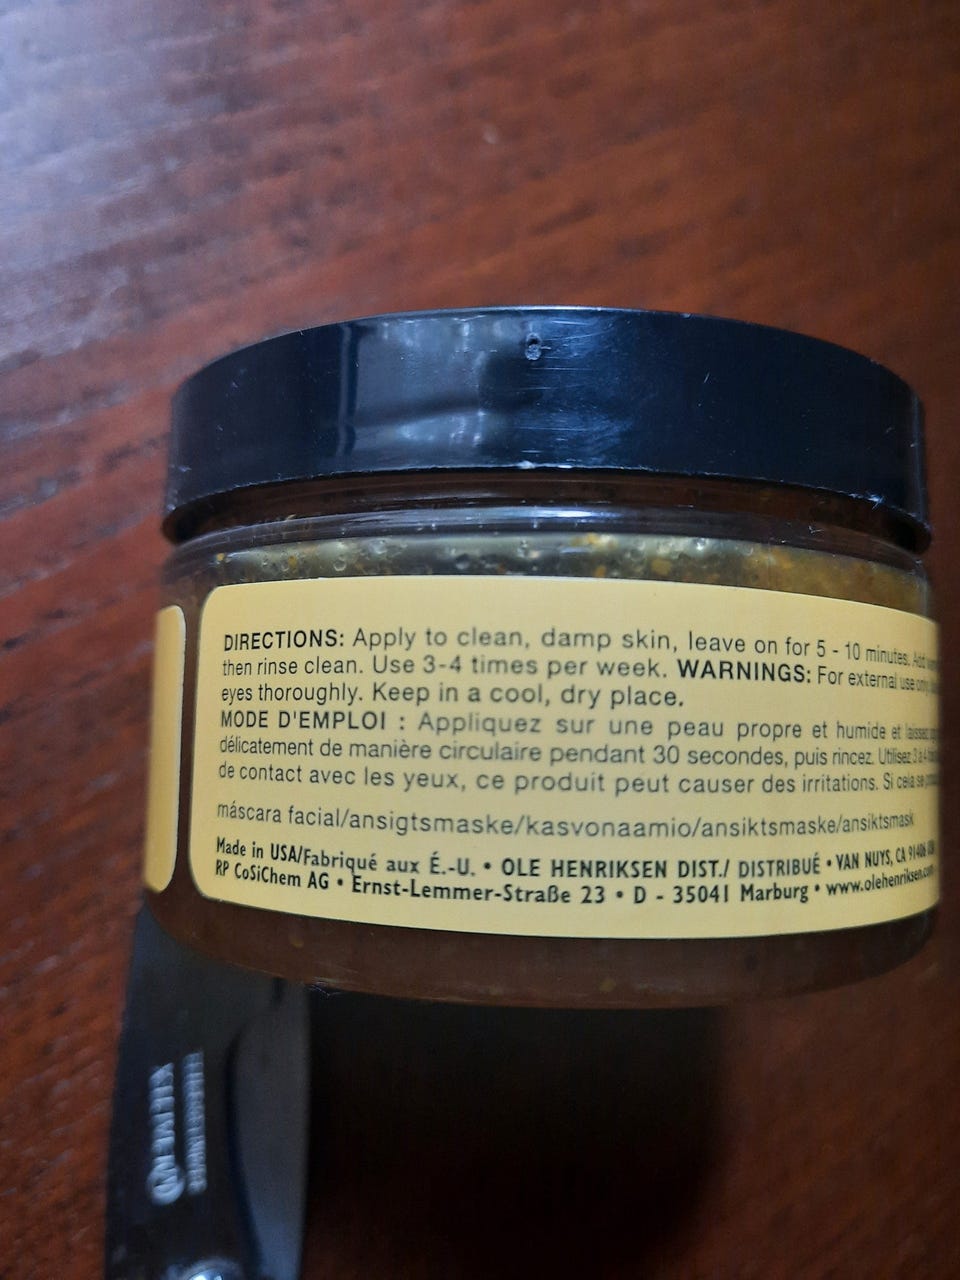 DIRECTIONS: Apply to clean, damp skin, leave on for 5 - 10 minutes. Add
then rinse clean. Use 3-4 times per week. WARNINGS: For external use only.
eyes thoroughly. Keep in a cool, dry place.
MODE D'EMPLOI : Appliquez sur une peau propre et humide et laissez
délicatement de manière circulaire pendant 30 secondes, puis rincez. Utilisez 3 à 4
de contact avec les yeux, ce produit peut causer des irritations. Si cela se
máscara facial/ansigtsmaske/kasvonaamio/ansiktsmaske/ansiktsmask
Made in USA/Fabriqué aux É.-U. • OLE HENRIKSEN DIST./ DISTRIBUÉ • VAN NUYS, CA 91406
RP CoSiChem AG • Ernst-Lemmer-Straße 23 • D - 35041 Marburg • www.olehenriksen.com